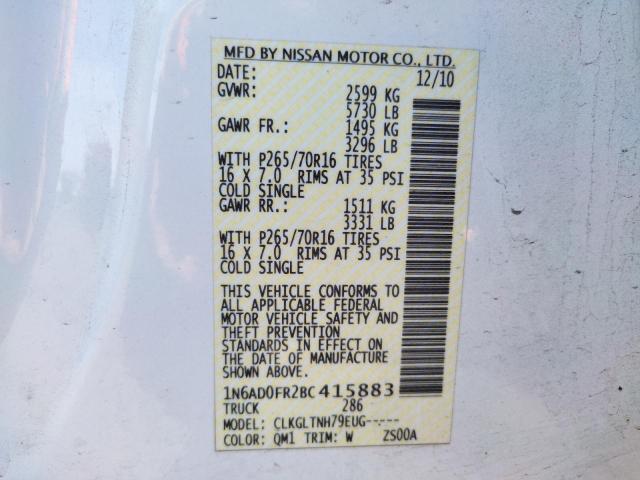 MFD BY NISSAN MOTOR CO., LTD.
DATE: 12/10
GVWR: 2599 KG
5730 LB
GAWR FR.: 1495 KG
3296 LB
WITH P265/70R16 TIRES
16 X 7.0 RIMS AT 35 PSI
COLD SINGLE
GAWR RR.: 1511 KG
3331 LB
WITH P265/70R16 TIRES
16 X 7.0 RIMS AT 35 PSI
COLD SINGLE
THIS VEHICLE CONFORMS TO
ALL APPLICABLE FEDERAL
MOTOR VEHICLE SAFETY AND
THEFT PREVENTION
STANDARDS IN EFFECT ON
THE DATE OF MANUFACTURE
SHOWN ABOVE.
1N6AD0FR2BC415883
TRUCK 286
MODEL: CLKGLTNH79EUG-----
COLOR: QM1 TRIM: W ZS00A